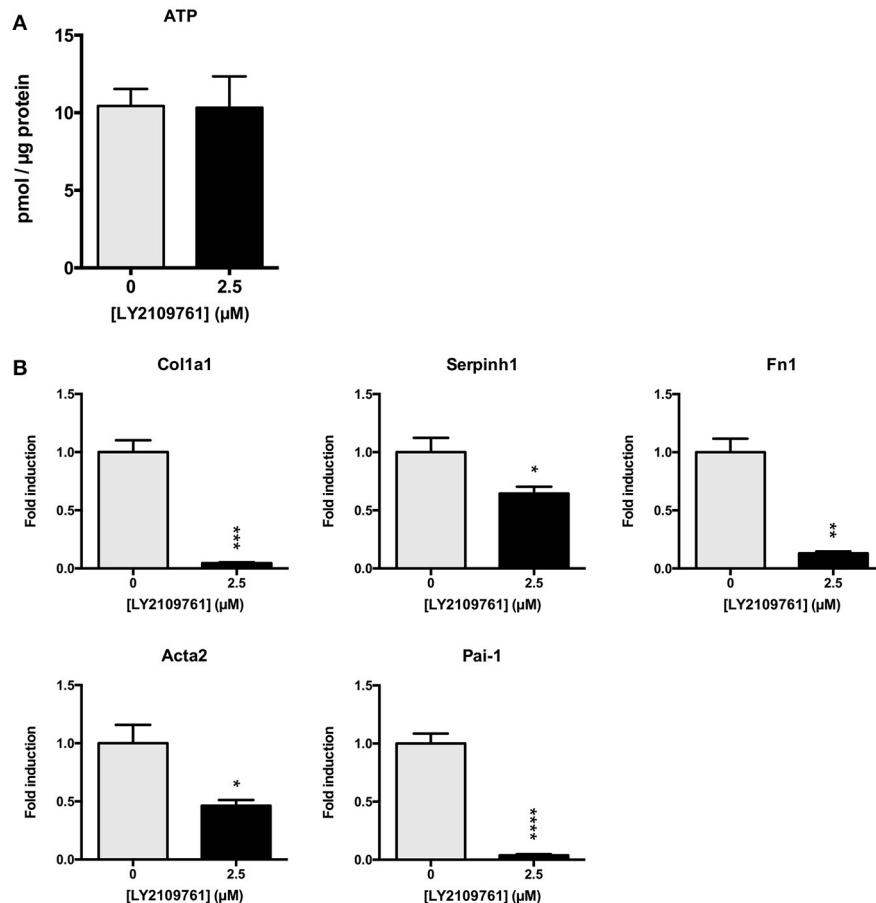 A
ATP
15
10
5
0
pmol / µg protein
0 2.5
[LY2109761] (µM)
B
Col1a1
1.5
1.0
0.5
0.0
Fold induction
***
0 2.5
[LY2109761] (µM)
Serpinh1
1.5
1.0
0.5
0.0
Fold induction
*
0 2.5
[LY2109761] (µM)
Fn1
1.5
1.0
0.5
0.0
Fold induction
**
0 2.5
[LY2109761] (µM)
Acta2
1.5
1.0
0.5
0.0
Fold induction
*
0 2.5
[LY2109761] (µM)
Pai-1
1.5
1.0
0.5
0.0
Fold induction
****
0 2.5
[LY2109761] (µM)